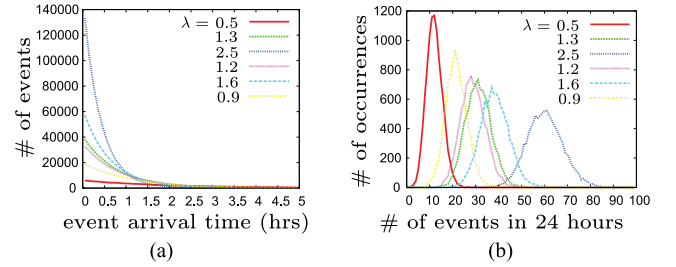 λ = 0.5
1.3
2.5
1.2
1.6
0.9
# of events
140000
120000
100000
80000
60000
40000
20000
0
0 0.5 1 1.5 2 2.5 3 3.5 4 4.5 5
event arrival time (hrs)
(a)
λ = 0.5
1.3
2.5
1.2
1.6
0.9
# of occurrences
1200
1000
800
600
400
200
0
0 10 20 30 40 50 60 70 80 90 100
# of events in 24 hours
(b)